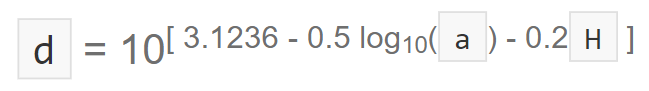 d = 10[ 3.1236 - 0.5 log10( a ) - 0.2 H ]